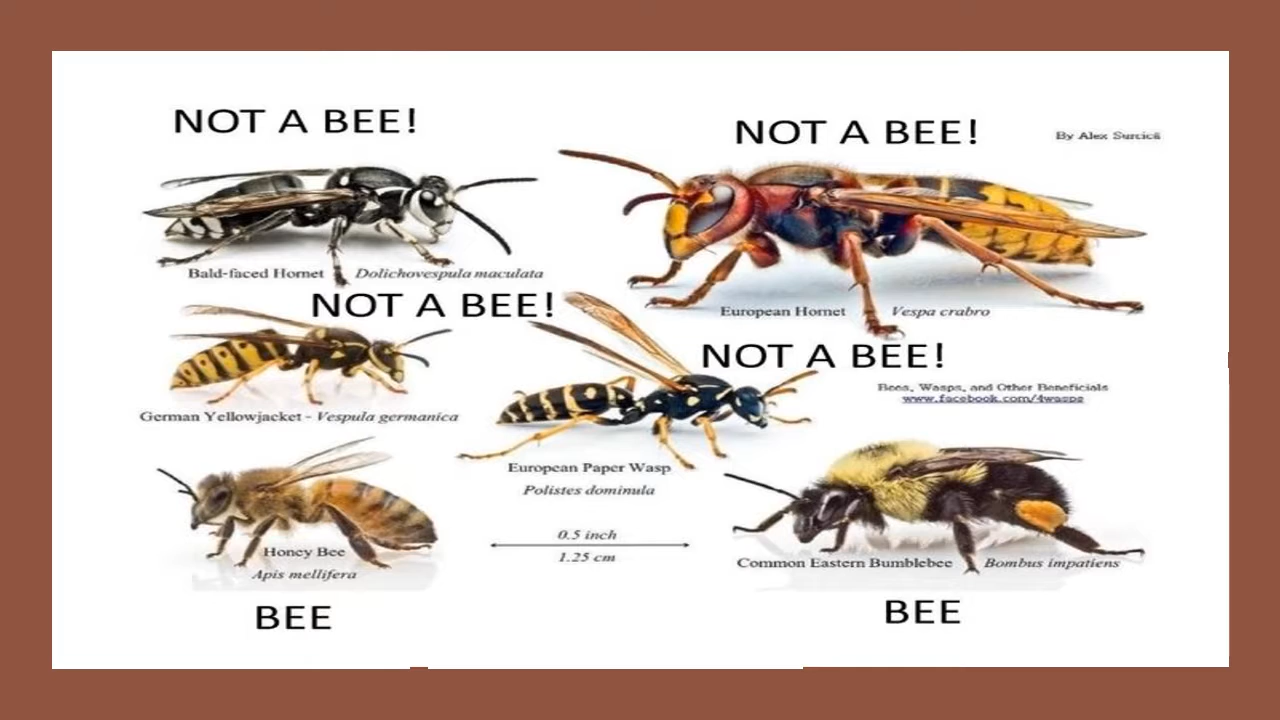 NOT A BEE!
NOT A BEE!
By Alex Surcică
Bald-faced Hornet Dolichovespula maculata
NOT A BEE!
European Hornet Vespa crabro
NOT A BEE!
Bees, Wasps, and Other Beneficials
www.facebook.com/4wasps
German Yellowjacket - Vespula germanica
European Paper Wasp
Polistes dominula
0.5 inch
1.25 cm
Honey Bee
Apis mellifera
Common Eastern Bumblebee Bombus impatiens
BEE
BEE